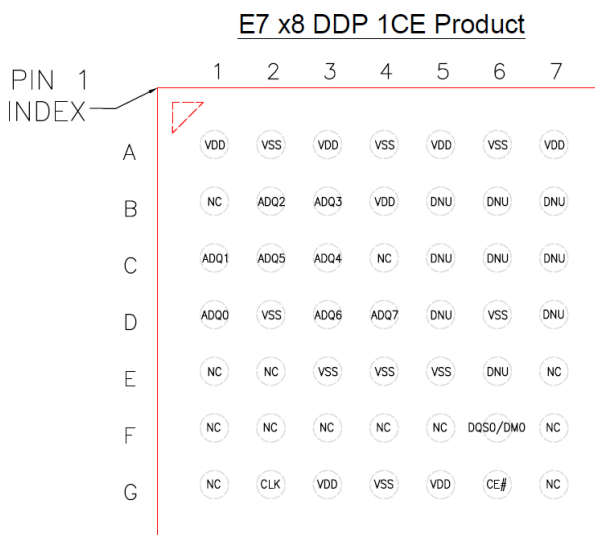 E7 x8 DDP 1CE Product
PIN 1
INDEX
1 2 3 4 5 6 7
A VDD VSS VDD VSS VDD VSS VDD
B NC ADQ2 ADQ3 VDD DNU DNU DNU
C ADQ1 ADQ5 ADQ4 NC DNU DNU DNU
D ADQ0 VSS ADQ6 ADQ7 DNU VSS DNU
E NC NC VSS VSS VSS DNU NC
F NC NC NC NC NC DQS0/DM0 NC
G NC CLK VDD VSS VDD CE# NC